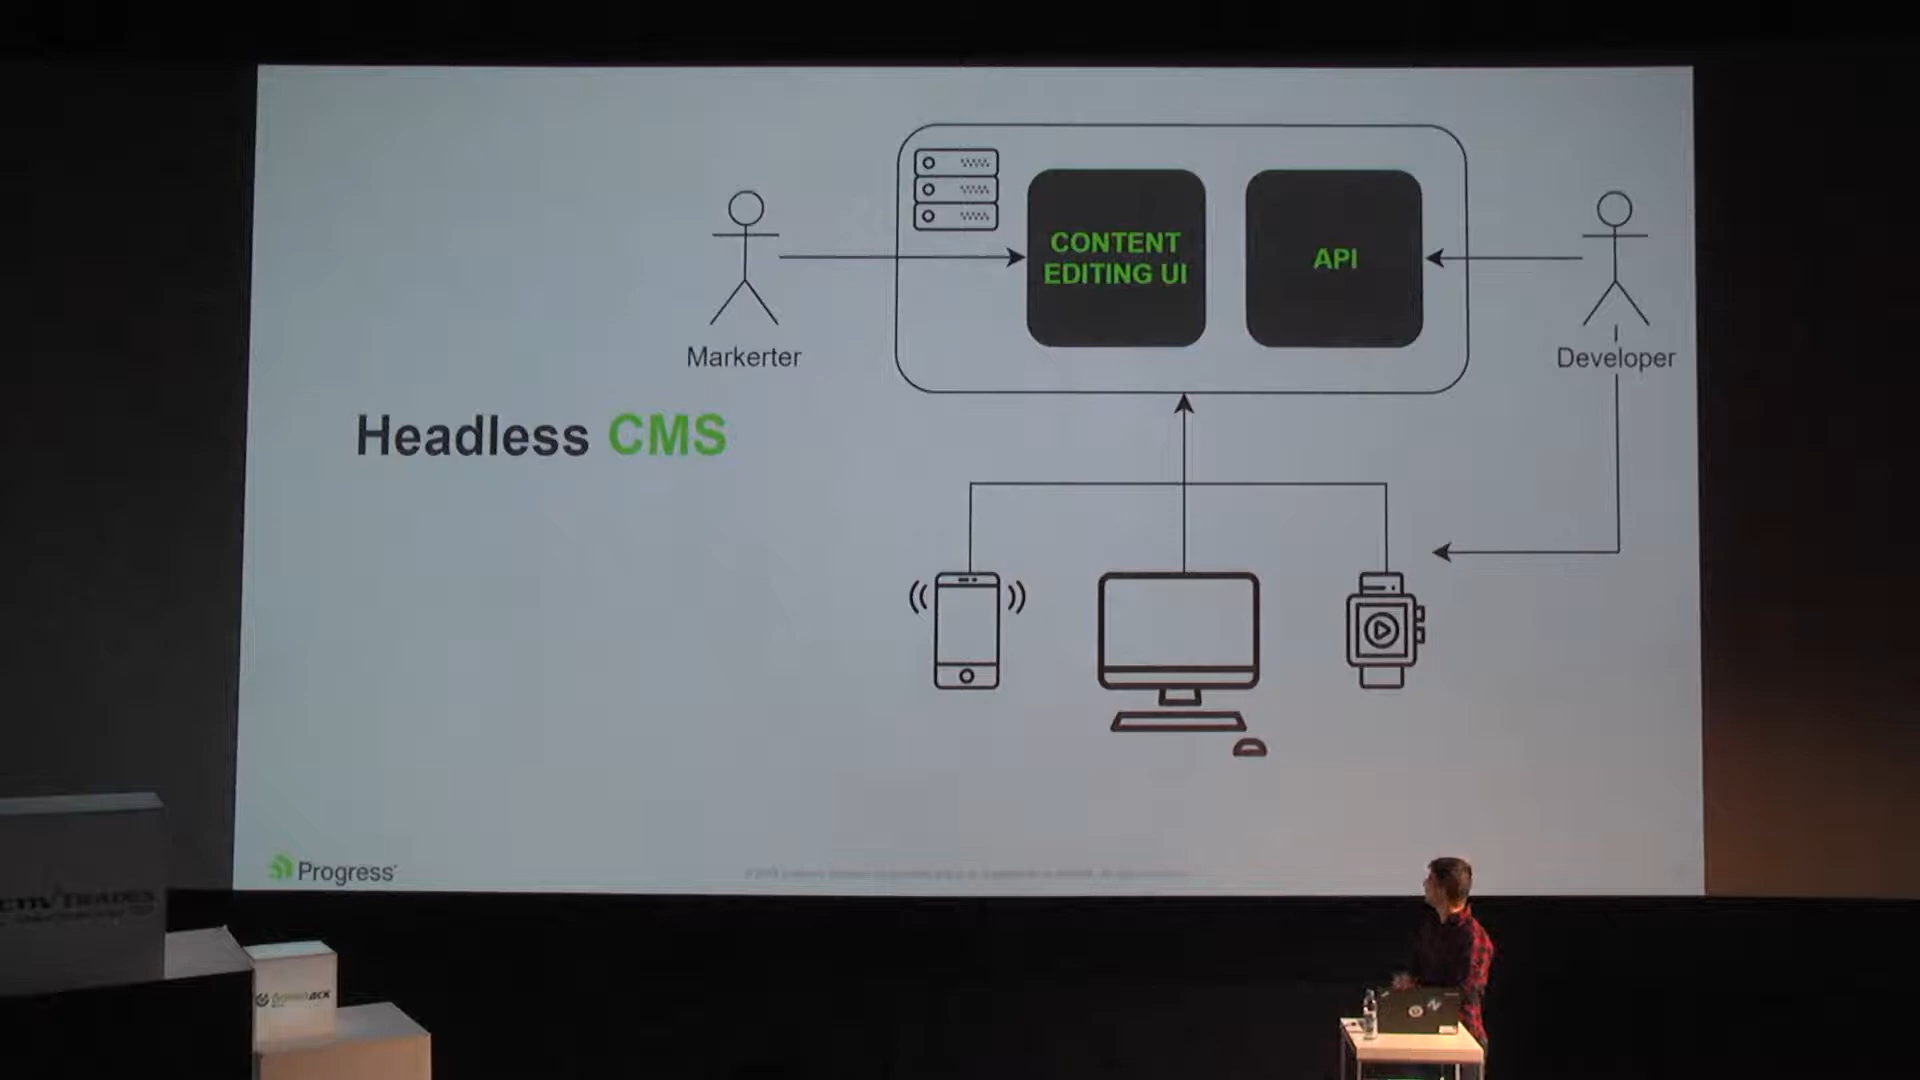 CONTENT
EDITING UI
API
Markerter
Developer
Headless CMS
Progress